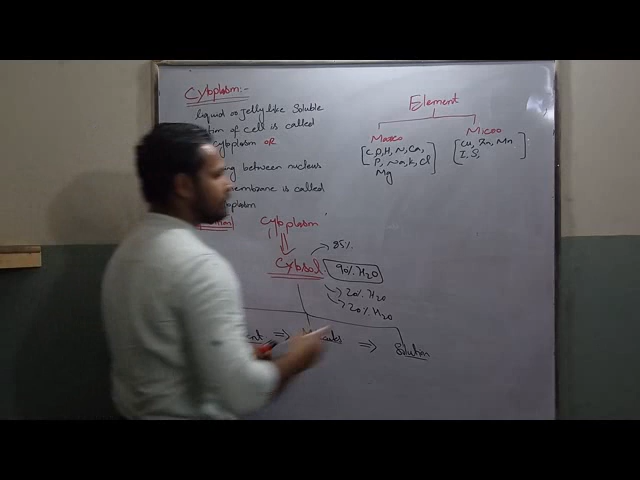 Cytoplasm:-
liquid or Jelly like Soluble
of cell is called
Cytoplasm OR
between nucleus
membrane is called
Cytoplasm
Cytosol
85%
90% H2O
20% H2O
20% H2O
⇒
⇒ Solution
Element
Macro
Micro
[C, O, H, N, Ca,
P, Na, K, Cl
Mg ]
[Cu, Zn, Mn
I, S, ]